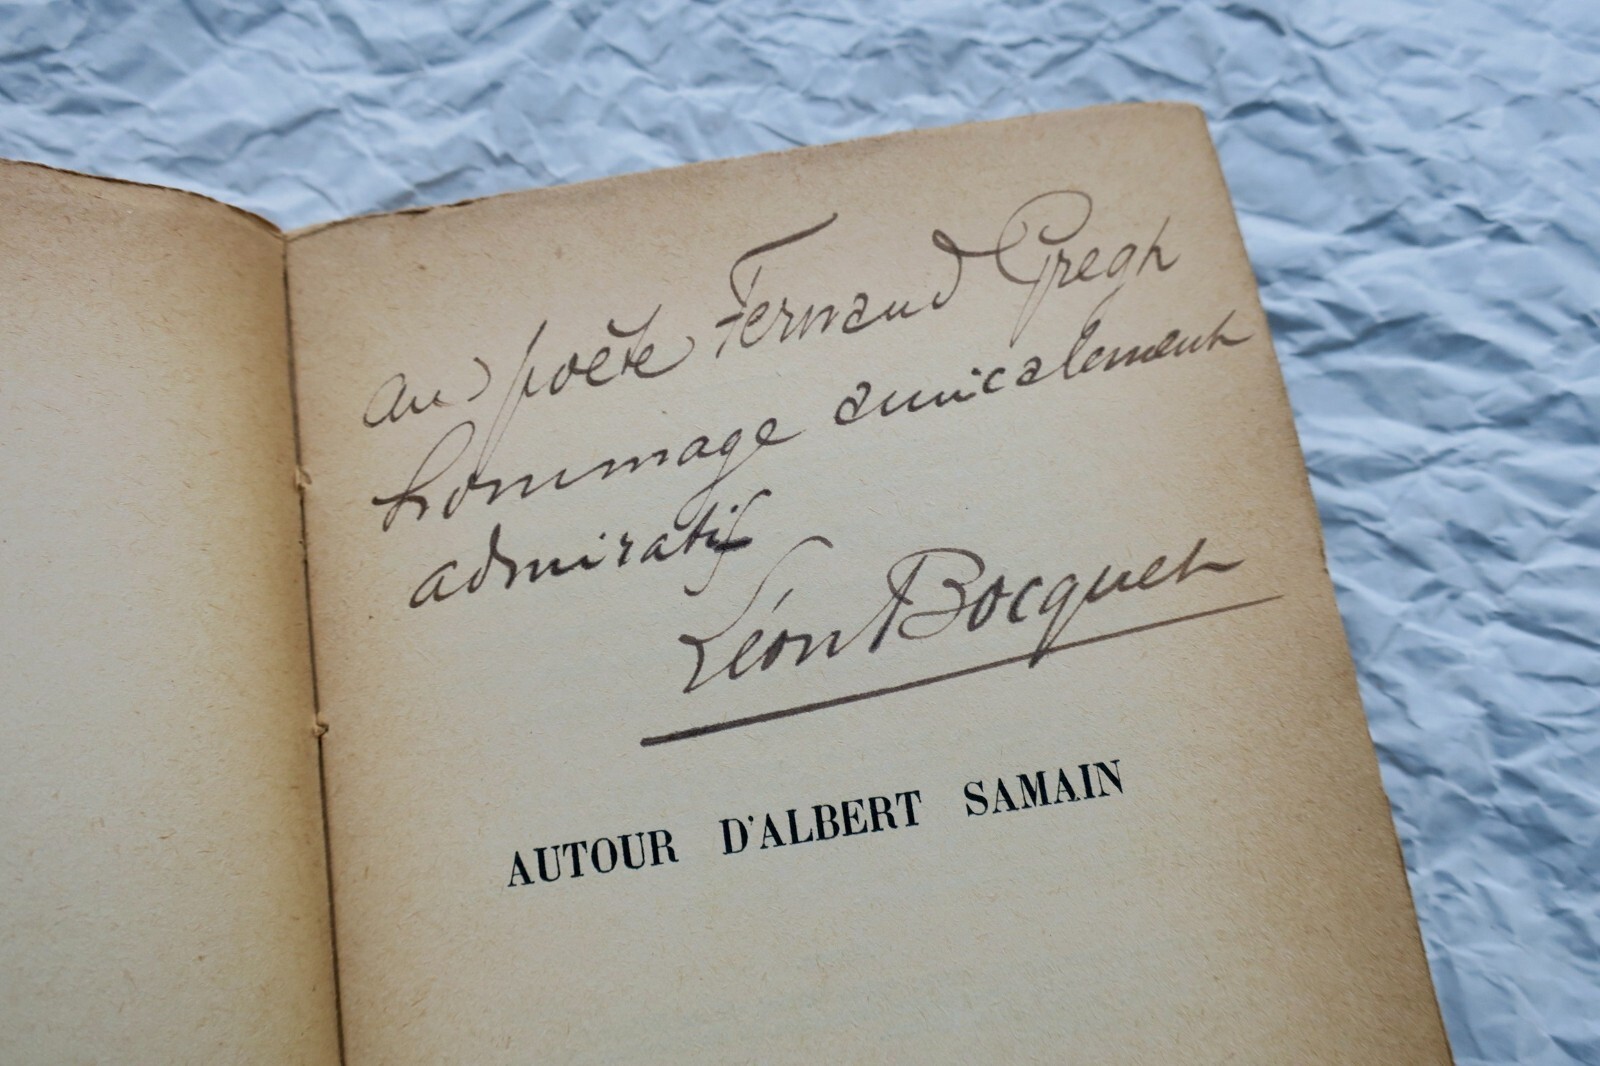 au poète Fernand Gregh
hommage amicalement
admiratif
Léon Bocquet
AUTOUR D'ALBERT SAMAIN